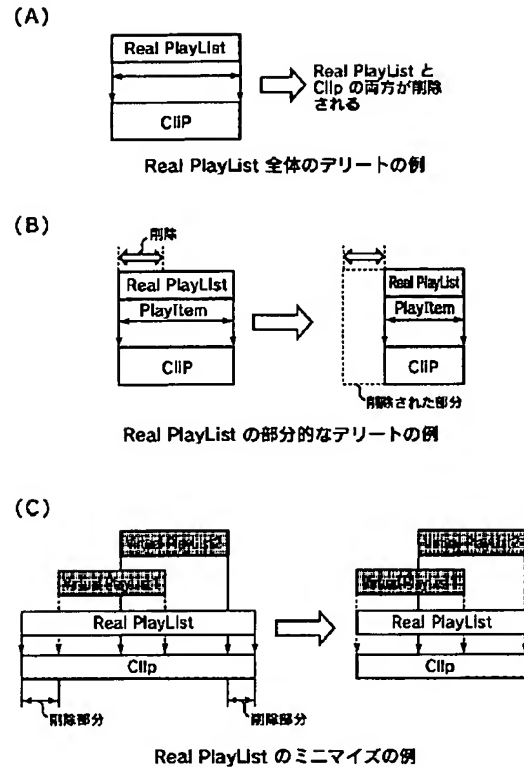 (A)
Real PlayList
CliP
Real PlayList と
Clip の両方が削除
される
Real PlayList 全体のデリートの例
(B)
削除
Real PlayList
PlayItem
CliP
Real PlayList
PlayItem
CliP
削除された部分
Real PlayList の部分的なデリートの例
(C)
Real PlayList
Clip
削除部分
削除部分
Real PlayList
Clip
Real PlayList のミニマイズの例